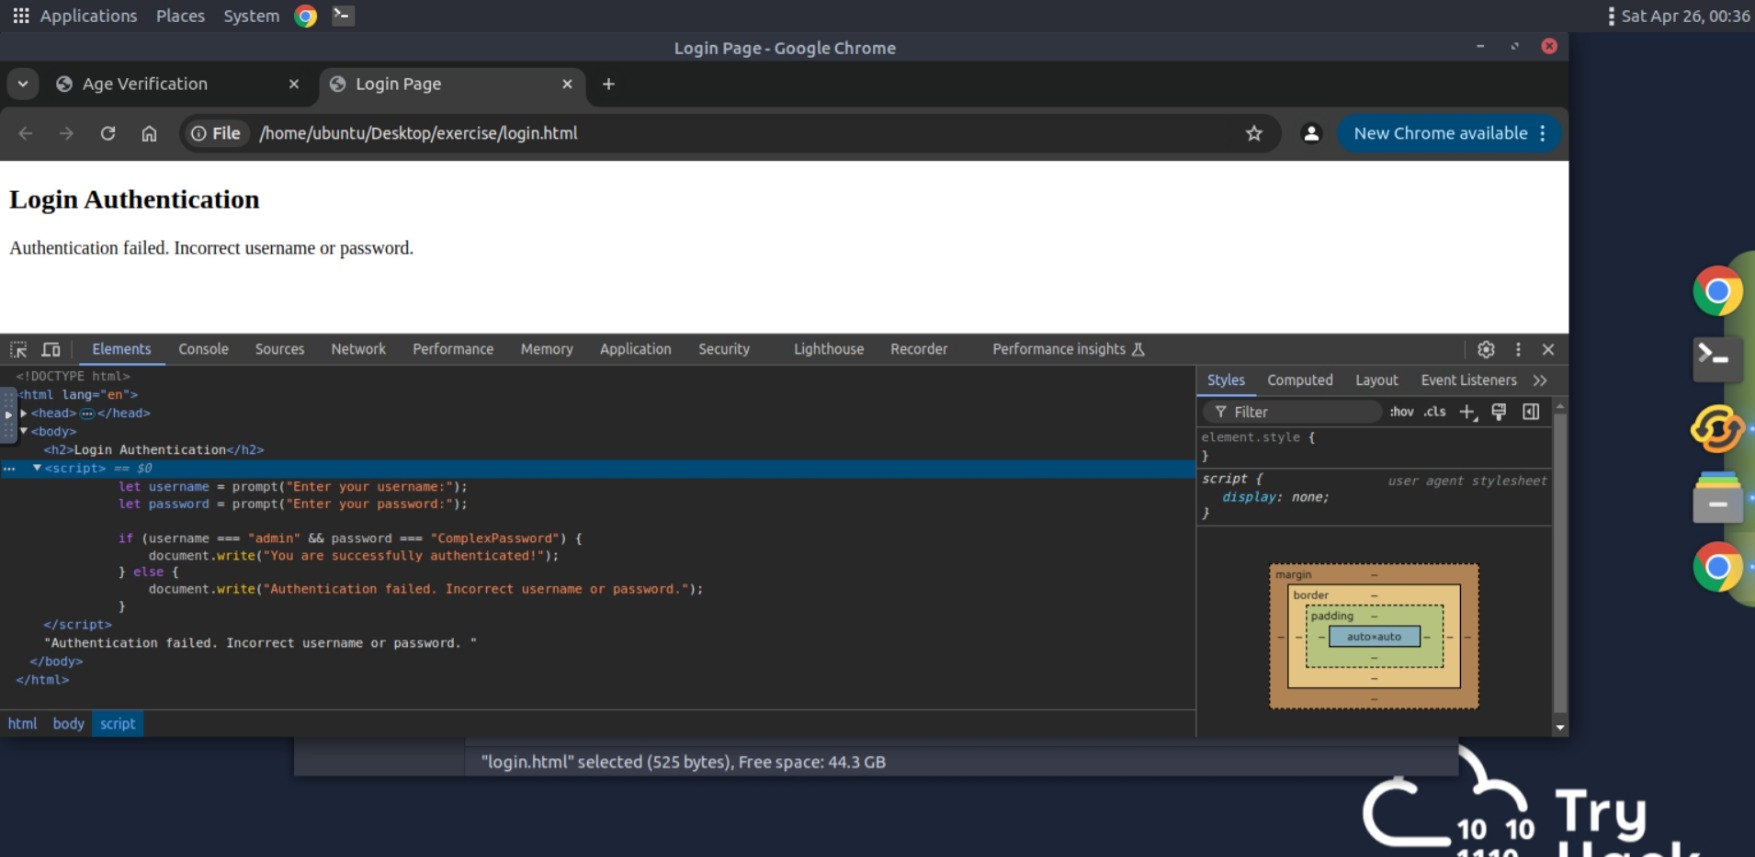 Applications Places System Sat Apr 26, 00:36
Login Page - Google Chrome
Age Verification Login Page
File /home/ubuntu/Desktop/exercise/login.html New Chrome available
Login Authentication
Authentication failed. Incorrect username or password.
Elements Console Sources Network Performance Memory Application Security Lighthouse Recorder Performance insights
<!DOCTYPE html>
<html lang="en">
<head>⋯</head>
<body>
<h2>Login Authentication</h2>
<script> == $0
let username = prompt("Enter your username:");
let password = prompt("Enter your password:");
if (username === "admin" && password === "ComplexPassword") {
document.write("You are successfully authenticated!");
} else {
document.write("Authentication failed. Incorrect username or password.");
}
</script>
"Authentication failed. Incorrect username or password. "
</body>
</html>
html body script
Styles Computed Layout Event Listeners
Filter :hov .cls
element.style {
}
script { user agent stylesheet
display: none;
}
margin –
border –
padding –
– – – auto×auto – – –
–
–
–
"login.html" selected (525 bytes), Free space: 44.3 GB
Try
10 10
1110
Hack